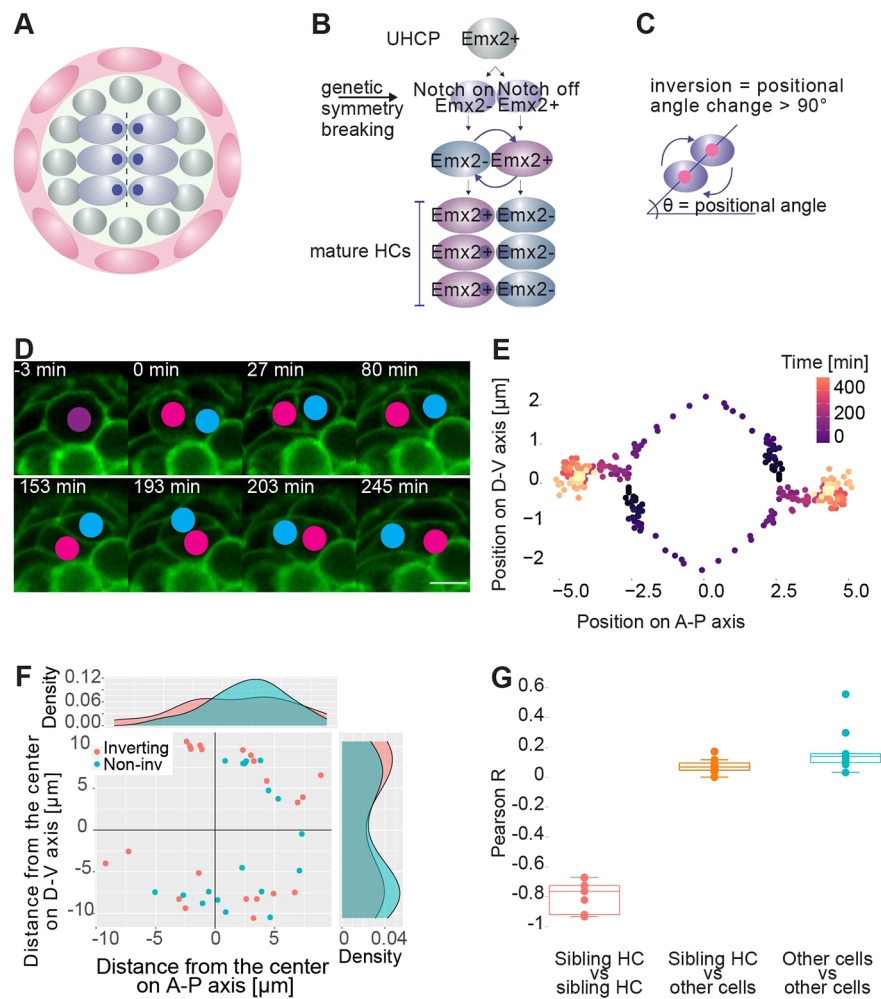 A
B
UHCP
Emx2+
genetic
symmetry
breaking
Notch on
Emx2-
Notch off
Emx2+
Emx2-
Emx2+
mature HCs
Emx2+
Emx2-
Emx2+
Emx2-
Emx2+
Emx2-
C
inversion = positional
angle change > 90°
θ = positional angle
D
-3 min
0 min
27 min
80 min
153 min
193 min
203 min
245 min
E
Time [min]
400
200
0
Position on D-V axis [µm]
2
1
0
−1
−2
−5.0
−2.5
0.0
2.5
5.0
Position on A-P axis
F
Density
0.12
0.06
0.00
Inverting
Non-inv
Distance from the center
on D-V axis [µm]
10
5
0
-5
-10
-10
-5
0
5
Distance from the center
on A-P axis [µm]
0
0.04
Density
G
Pearson R
0.6
0.4
0.2
0
-0.2
-0.4
-0.6
-0.8
-1
Sibling HC
vs
sibling HC
Sibling HC
vs
other cells
Other cells
vs
other cells